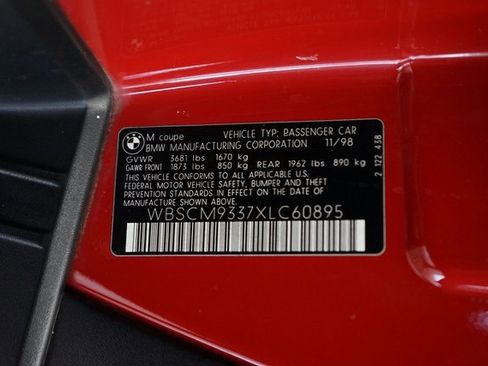 M coupe VEHICLE TYP: BASSENGER CAR
BMW MANUFACTURING CORPORATION 11/98
GVWR 3681 lbs 1670 kg
GAWR FRONT 1873 lbs 850 kg REAR 1962 lbs 890 kg
THIS VEHICLE CONFORMS TO ALL APPLICABLE U.S.
FEDERAL MOTOR VEHICLE SAFETY, BUMPER AND THEFT
PREVENTION STANDARDS IN EFFECT ON THE DATE OF
MANUFACTURE SHOWN ABOVE.
WBSCM9337XLC60895
2 122 438